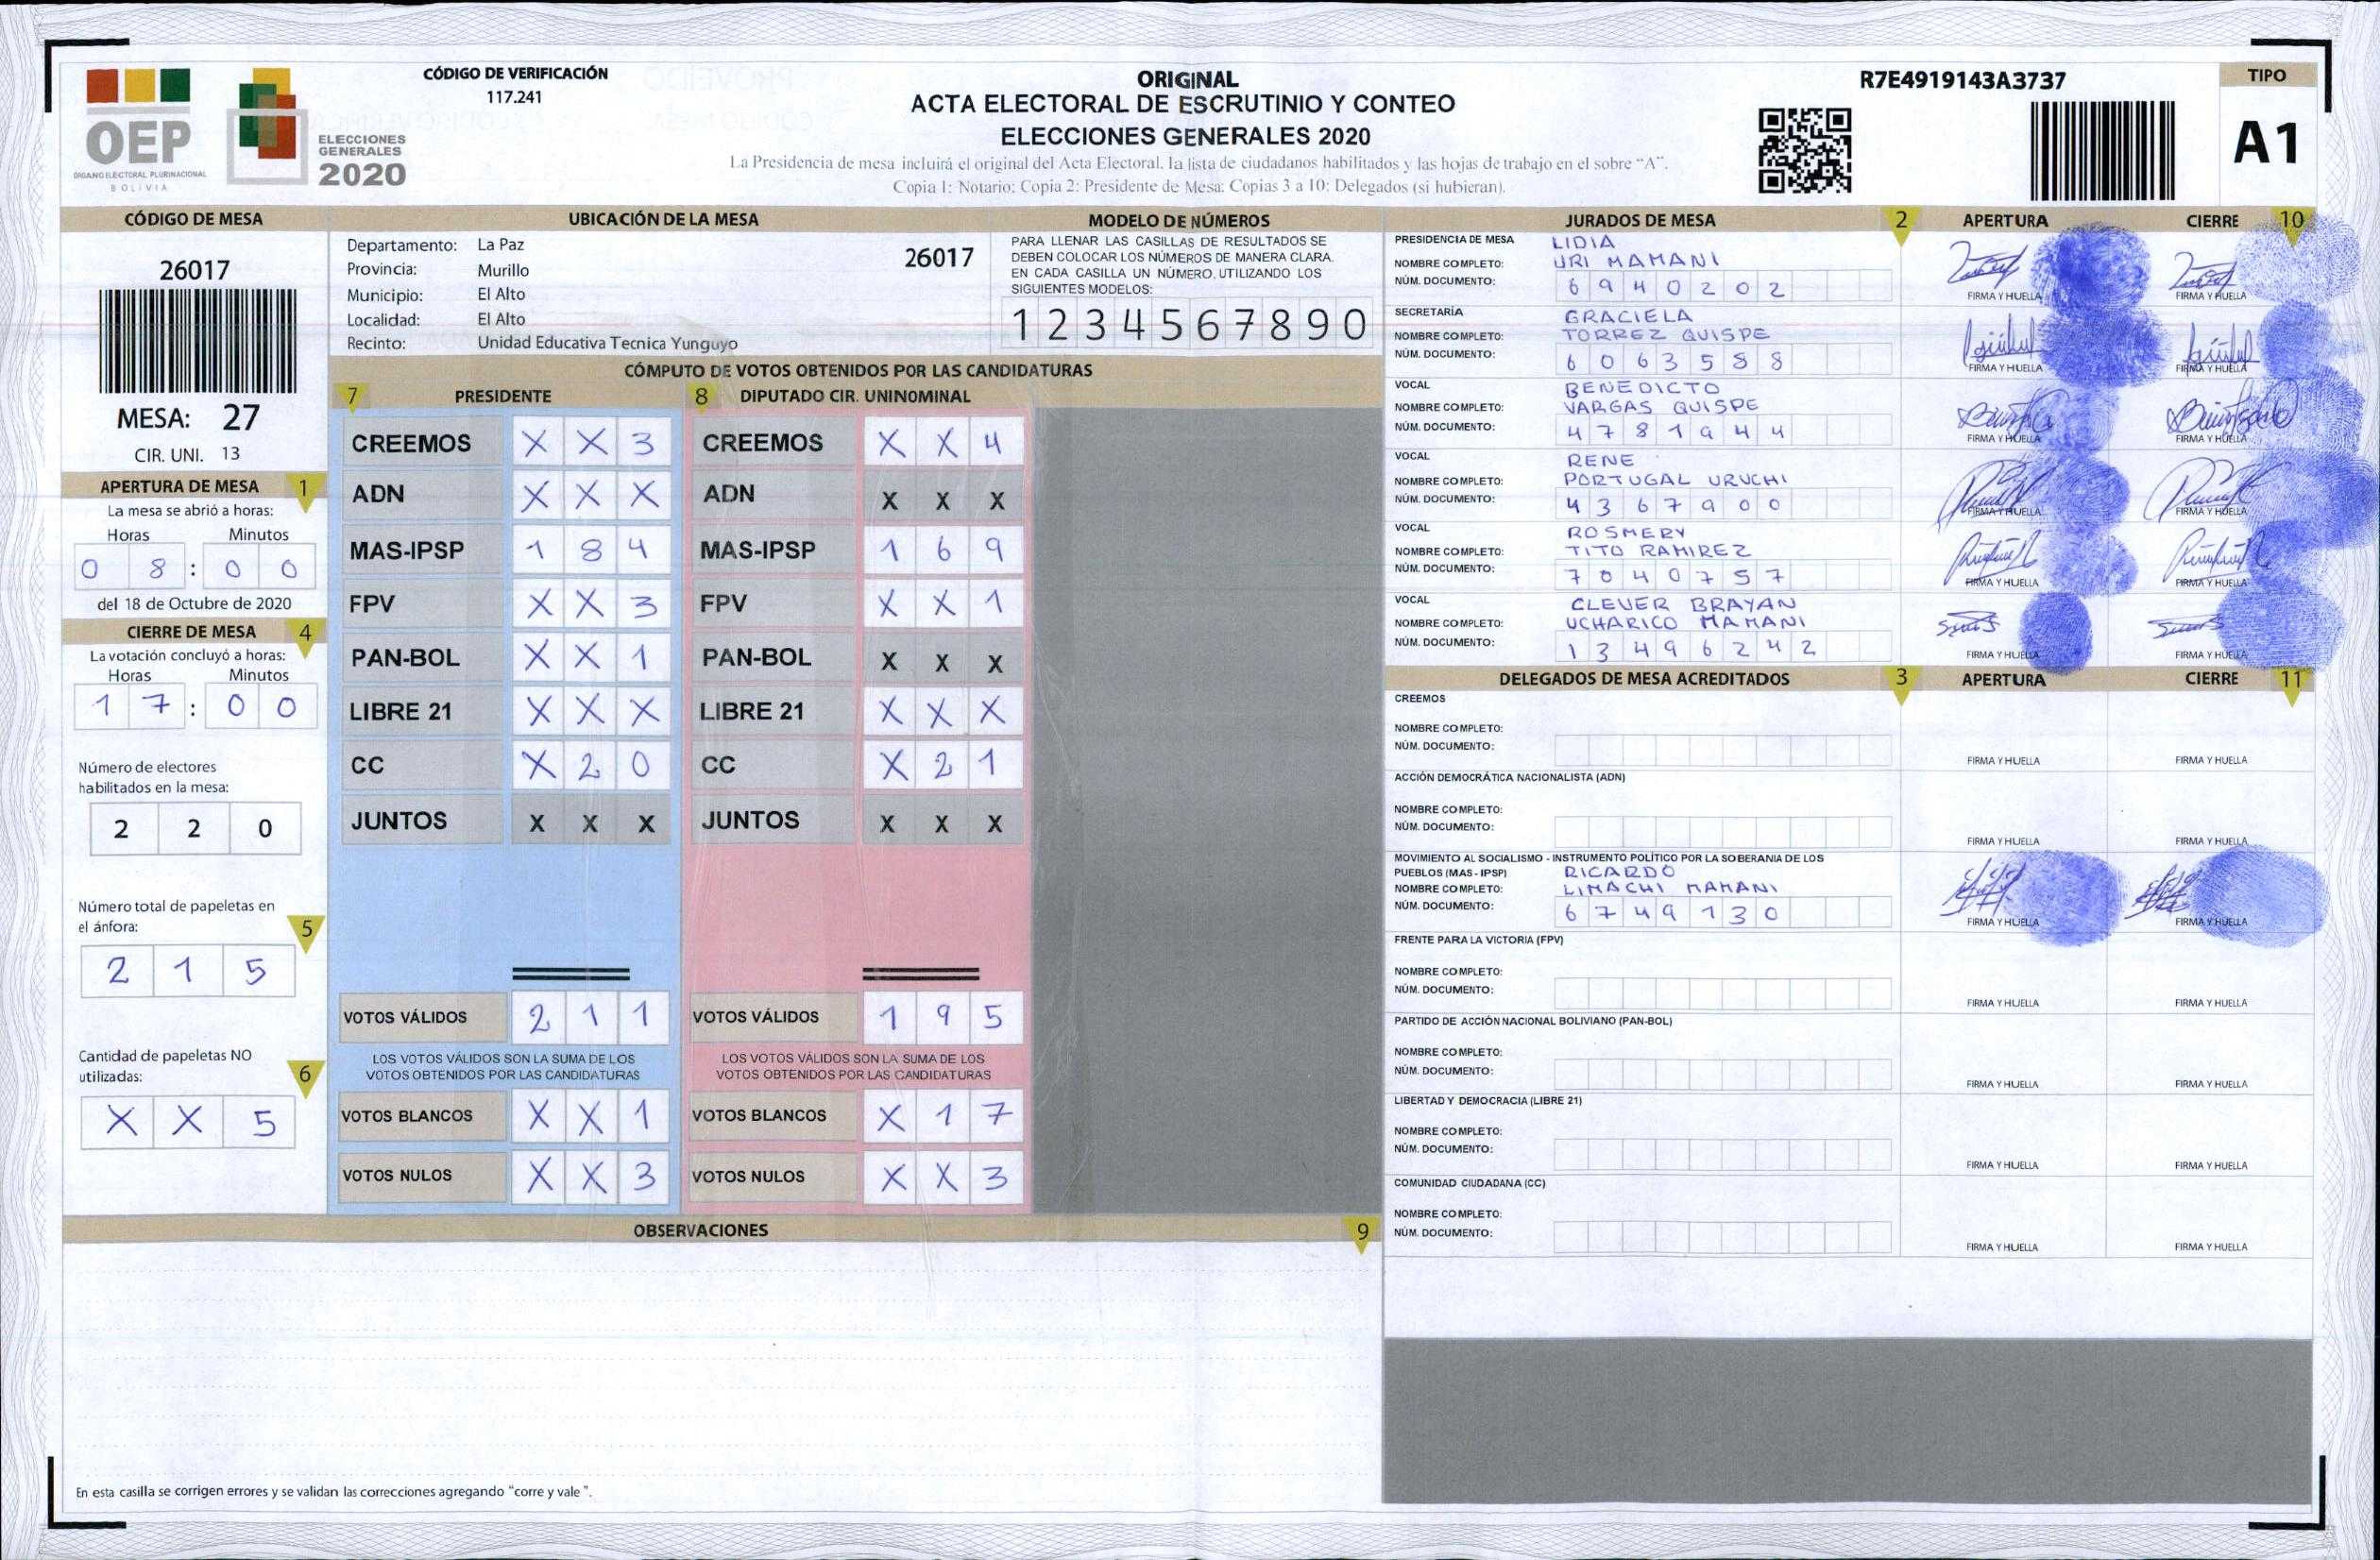 CÓDIGO DE VERIFICACIÓN
117.241
OEP
ÓRGANO ELECTORAL PLURINACIONAL
BOLIVIA
ELECCIONES
GENERALES
2020
ORIGINAL
ACTA ELECTORAL DE ESCRUTINIO Y CONTEO
ELECCIONES GENERALES 2020
La Presidencia de mesa incluirá el original del Acta Electoral, la lista de ciudadanos habilitados y las hojas de trabajo en el sobre "A".
Copia 1: Notario; Copia 2: Presidente de Mesa; Copias 3 a 10: Delegados (si hubieran).
R7E4919143A3737
TIPO
A1
CÓDIGO DE MESA
26017
MESA: 27
CIR. UNI. 13
APERTURA DE MESA 1
La mesa se abrió a horas:
Horas Minutos
0 8 : 0 0
del 18 de Octubre de 2020
CIERRE DE MESA 4
La votación concluyó a horas:
Horas Minutos
1 7 : 0 0
Número de electores
habilitados en la mesa:
2 2 0
Número total de papeletas en
el ánfora: 5
2 1 5
Cantidad de papeletas NO
utilizadas: 6
X X 5
UBICACIÓN DE LA MESA
Departamento: La Paz
26017
Provincia: Murillo
Municipio: El Alto
Localidad: El Alto
Recinto: Unidad Educativa Tecnica Yunguyo
MODELO DE NÚMEROS
PARA LLENAR LAS CASILLAS DE RESULTADOS SE
DEBEN COLOCAR LOS NÚMEROS DE MANERA CLARA.
EN CADA CASILLA UN NÚMERO, UTILIZANDO LOS
SIGUIENTES MODELOS:
1 2 3 4 5 6 7 8 9 0
CÓMPUTO DE VOTOS OBTENIDOS POR LAS CANDIDATURAS
7 PRESIDENTE 8 DIPUTADO CIR. UNINOMINAL
CREEMOS X X 3 CREEMOS X X 4
ADN X X X ADN X X X
MAS-IPSP 1 8 4 MAS-IPSP 1 6 9
FPV X X 3 FPV X X 1
PAN-BOL X X 1 PAN-BOL X X X
LIBRE 21 X X X LIBRE 21 X X X
CC X 2 0 CC X 2 1
JUNTOS X X X JUNTOS X X X
VOTOS VÁLIDOS 2 1 1 VOTOS VÁLIDOS 1 9 5
LOS VOTOS VÁLIDOS SON LA SUMA DE LOS LOS VOTOS VÁLIDOS SON LA SUMA DE LOS
VOTOS OBTENIDOS POR LAS CANDIDATURAS VOTOS OBTENIDOS POR LAS CANDIDATURAS
VOTOS BLANCOS X X 1 VOTOS BLANCOS X 1 7
VOTOS NULOS X X 3 VOTOS NULOS X X 3
OBSERVACIONES 9
En esta casilla se corrigen errores y se validan las correcciones agregando "corre y vale".
JURADOS DE MESA 2 APERTURA CIERRE 10
PRESIDENCIA DE MESA LIDIA
NOMBRE COMPLETO: URI MAMANI
NÚM. DOCUMENTO: 6 9 4 0 2 0 2
FIRMA Y HUELLA FIRMA Y HUELLA
SECRETARÍA GRACIELA
NOMBRE COMPLETO: TORREZ QUISPE
NÚM. DOCUMENTO: 6 0 6 3 5 8 8
FIRMA Y HUELLA FIRMA Y HUELLA
VOCAL BENEDICTO
NOMBRE COMPLETO: VARGAS QUISPE
NÚM. DOCUMENTO: 4 7 8 1 9 4 4
FIRMA Y HUELLA FIRMA Y HUELLA
VOCAL RENE
NOMBRE COMPLETO: PORTUGAL URUCHI
NÚM. DOCUMENTO: 4 3 6 7 9 0 0
FIRMA Y HUELLA FIRMA Y HUELLA
VOCAL ROSMERY
NOMBRE COMPLETO: TITO RAMIREZ
NÚM. DOCUMENTO: 7 0 4 0 7 5 7
FIRMA Y HUELLA FIRMA Y HUELLA
VOCAL CLEVER BRAYAN
NOMBRE COMPLETO: UCHARICO MAMANI
NÚM. DOCUMENTO: 1 3 4 9 6 2 4 2
FIRMA Y HUELLA FIRMA Y HUELLA
DELEGADOS DE MESA ACREDITADOS 3 APERTURA CIERRE 11
CREEMOS
NOMBRE COMPLETO:
NÚM. DOCUMENTO:
FIRMA Y HUELLA FIRMA Y HUELLA
ACCIÓN DEMOCRÁTICA NACIONALISTA (ADN)
NOMBRE COMPLETO:
NÚM. DOCUMENTO:
FIRMA Y HUELLA FIRMA Y HUELLA
MOVIMIENTO AL SOCIALISMO - INSTRUMENTO POLÍTICO POR LA SOBERANIA DE LOS
PUEBLOS (MAS - IPSP) RICARDO
NOMBRE COMPLETO: LIMACHI MAMANI
NÚM. DOCUMENTO: 6 7 4 9 1 3 0
FIRMA Y HUELLA FIRMA Y HUELLA
FRENTE PARA LA VICTORIA (FPV)
NOMBRE COMPLETO:
NÚM. DOCUMENTO:
FIRMA Y HUELLA FIRMA Y HUELLA
PARTIDO DE ACCIÓN NACIONAL BOLIVIANO (PAN-BOL)
NOMBRE COMPLETO:
NÚM. DOCUMENTO:
FIRMA Y HUELLA FIRMA Y HUELLA
LIBERTAD Y DEMOCRACIA (LIBRE 21)
NOMBRE COMPLETO:
NÚM. DOCUMENTO:
FIRMA Y HUELLA FIRMA Y HUELLA
COMUNIDAD CIUDADANA (CC)
NOMBRE COMPLETO:
NÚM. DOCUMENTO:
FIRMA Y HUELLA FIRMA Y HUELLA